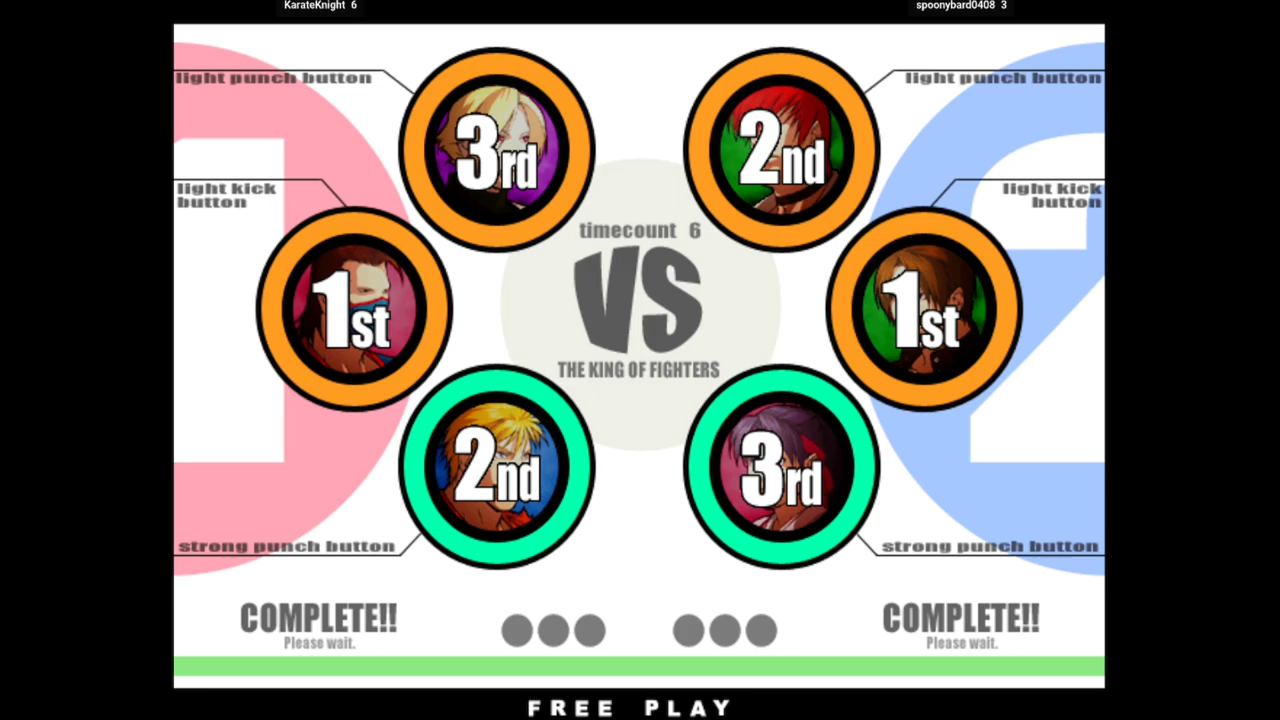 KarateKnight 6
spoonybard0408 3
light punch button
light punch button
3rd
2nd
light kick
button
light kick
button
timecount 6
VS
THE KING OF FIGHTERS
1st
1st
2nd
3rd
strong punch button
strong punch button
COMPLETE!!
Please wait.
COMPLETE!!
Please wait.
1
2
FREE PLAY